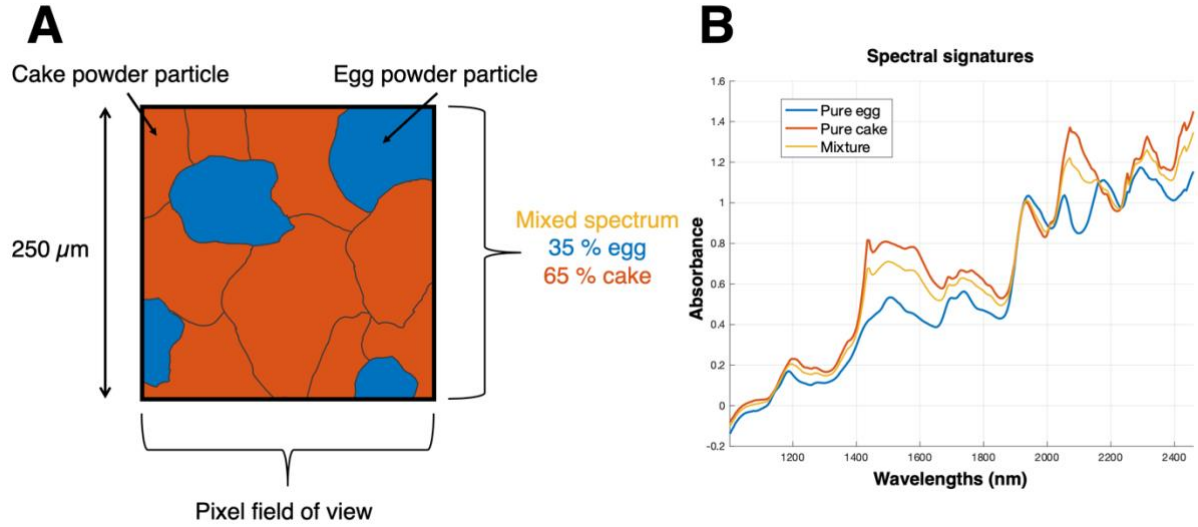 A
Cake powder particle
Egg powder particle
250 µm
Mixed spectrum
35 % egg
65 % cake
Pixel field of view
B
Spectral signatures
Pure egg
Pure cake
Mixture
1.6
1.4
1.2
1
0.8
0.6
0.4
0.2
0
-0.2
Absorbance
1200 1400 1600 1800 2000 2200 2400
Wavelengths (nm)